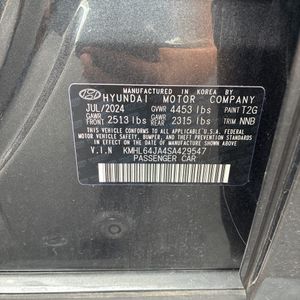 MANUFACTURED IN KOREA BY
HYUNDAI MOTOR COMPANY
JUL/2024 GVWR 4453 lbs PAINT T2G
GAWR FRONT 2513 lbs GAWR REAR 2315 lbs TRIM NNB
THIS VEHICLE CONFORMS TO ALL APPLICABLE
U.S. FEDERAL MOTOR VEHICLE SAFETY, BUMPER,
AND THEFT PREVENTION STANDARDS IN EFFECT
ON THE DATE OF MANUFACTURE SHOWN ABOVE.
V.I.N KMHL64JA4SA429547
PASSENGER CAR